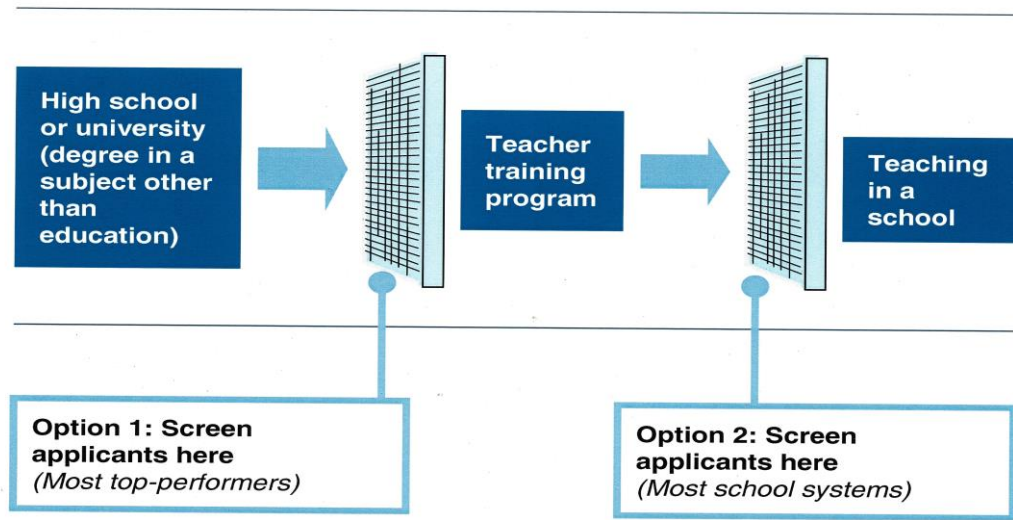 High school
or university
(degree in a
subject other
than
education)
Teacher
training
program
Teaching
in a
school
Option 1: Screen
applicants here
(Most top-performers)
Option 2: Screen
applicants here
(Most school systems)